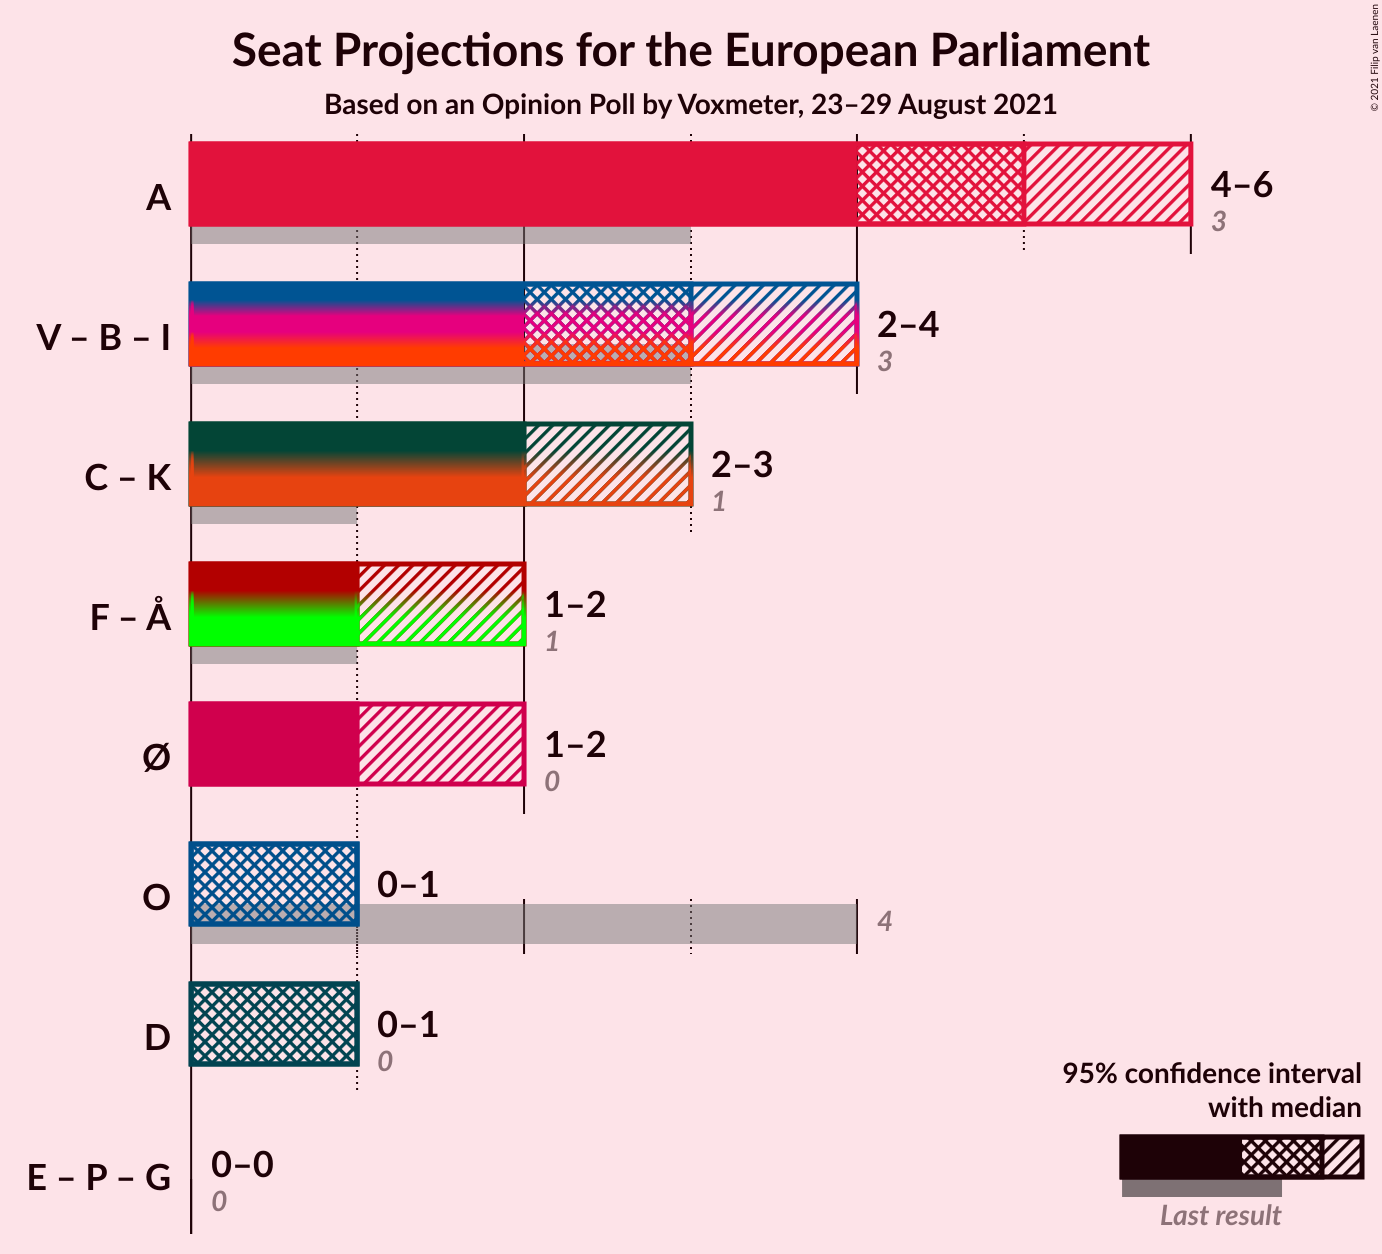 Seat Projections for the European Parliament
Based on an Opinion Poll by Voxmeter, 23–29 August 2021
© 2021 Filip van Laenen
A
4–6
3
V – B – I
2–4
3
C – K
2–3
1
F – Å
1–2
1
Ø
1–2
0
O
0–1
4
D
0–1
0
E – P – G
0–0
0
95% confidence interval
with median
Last result